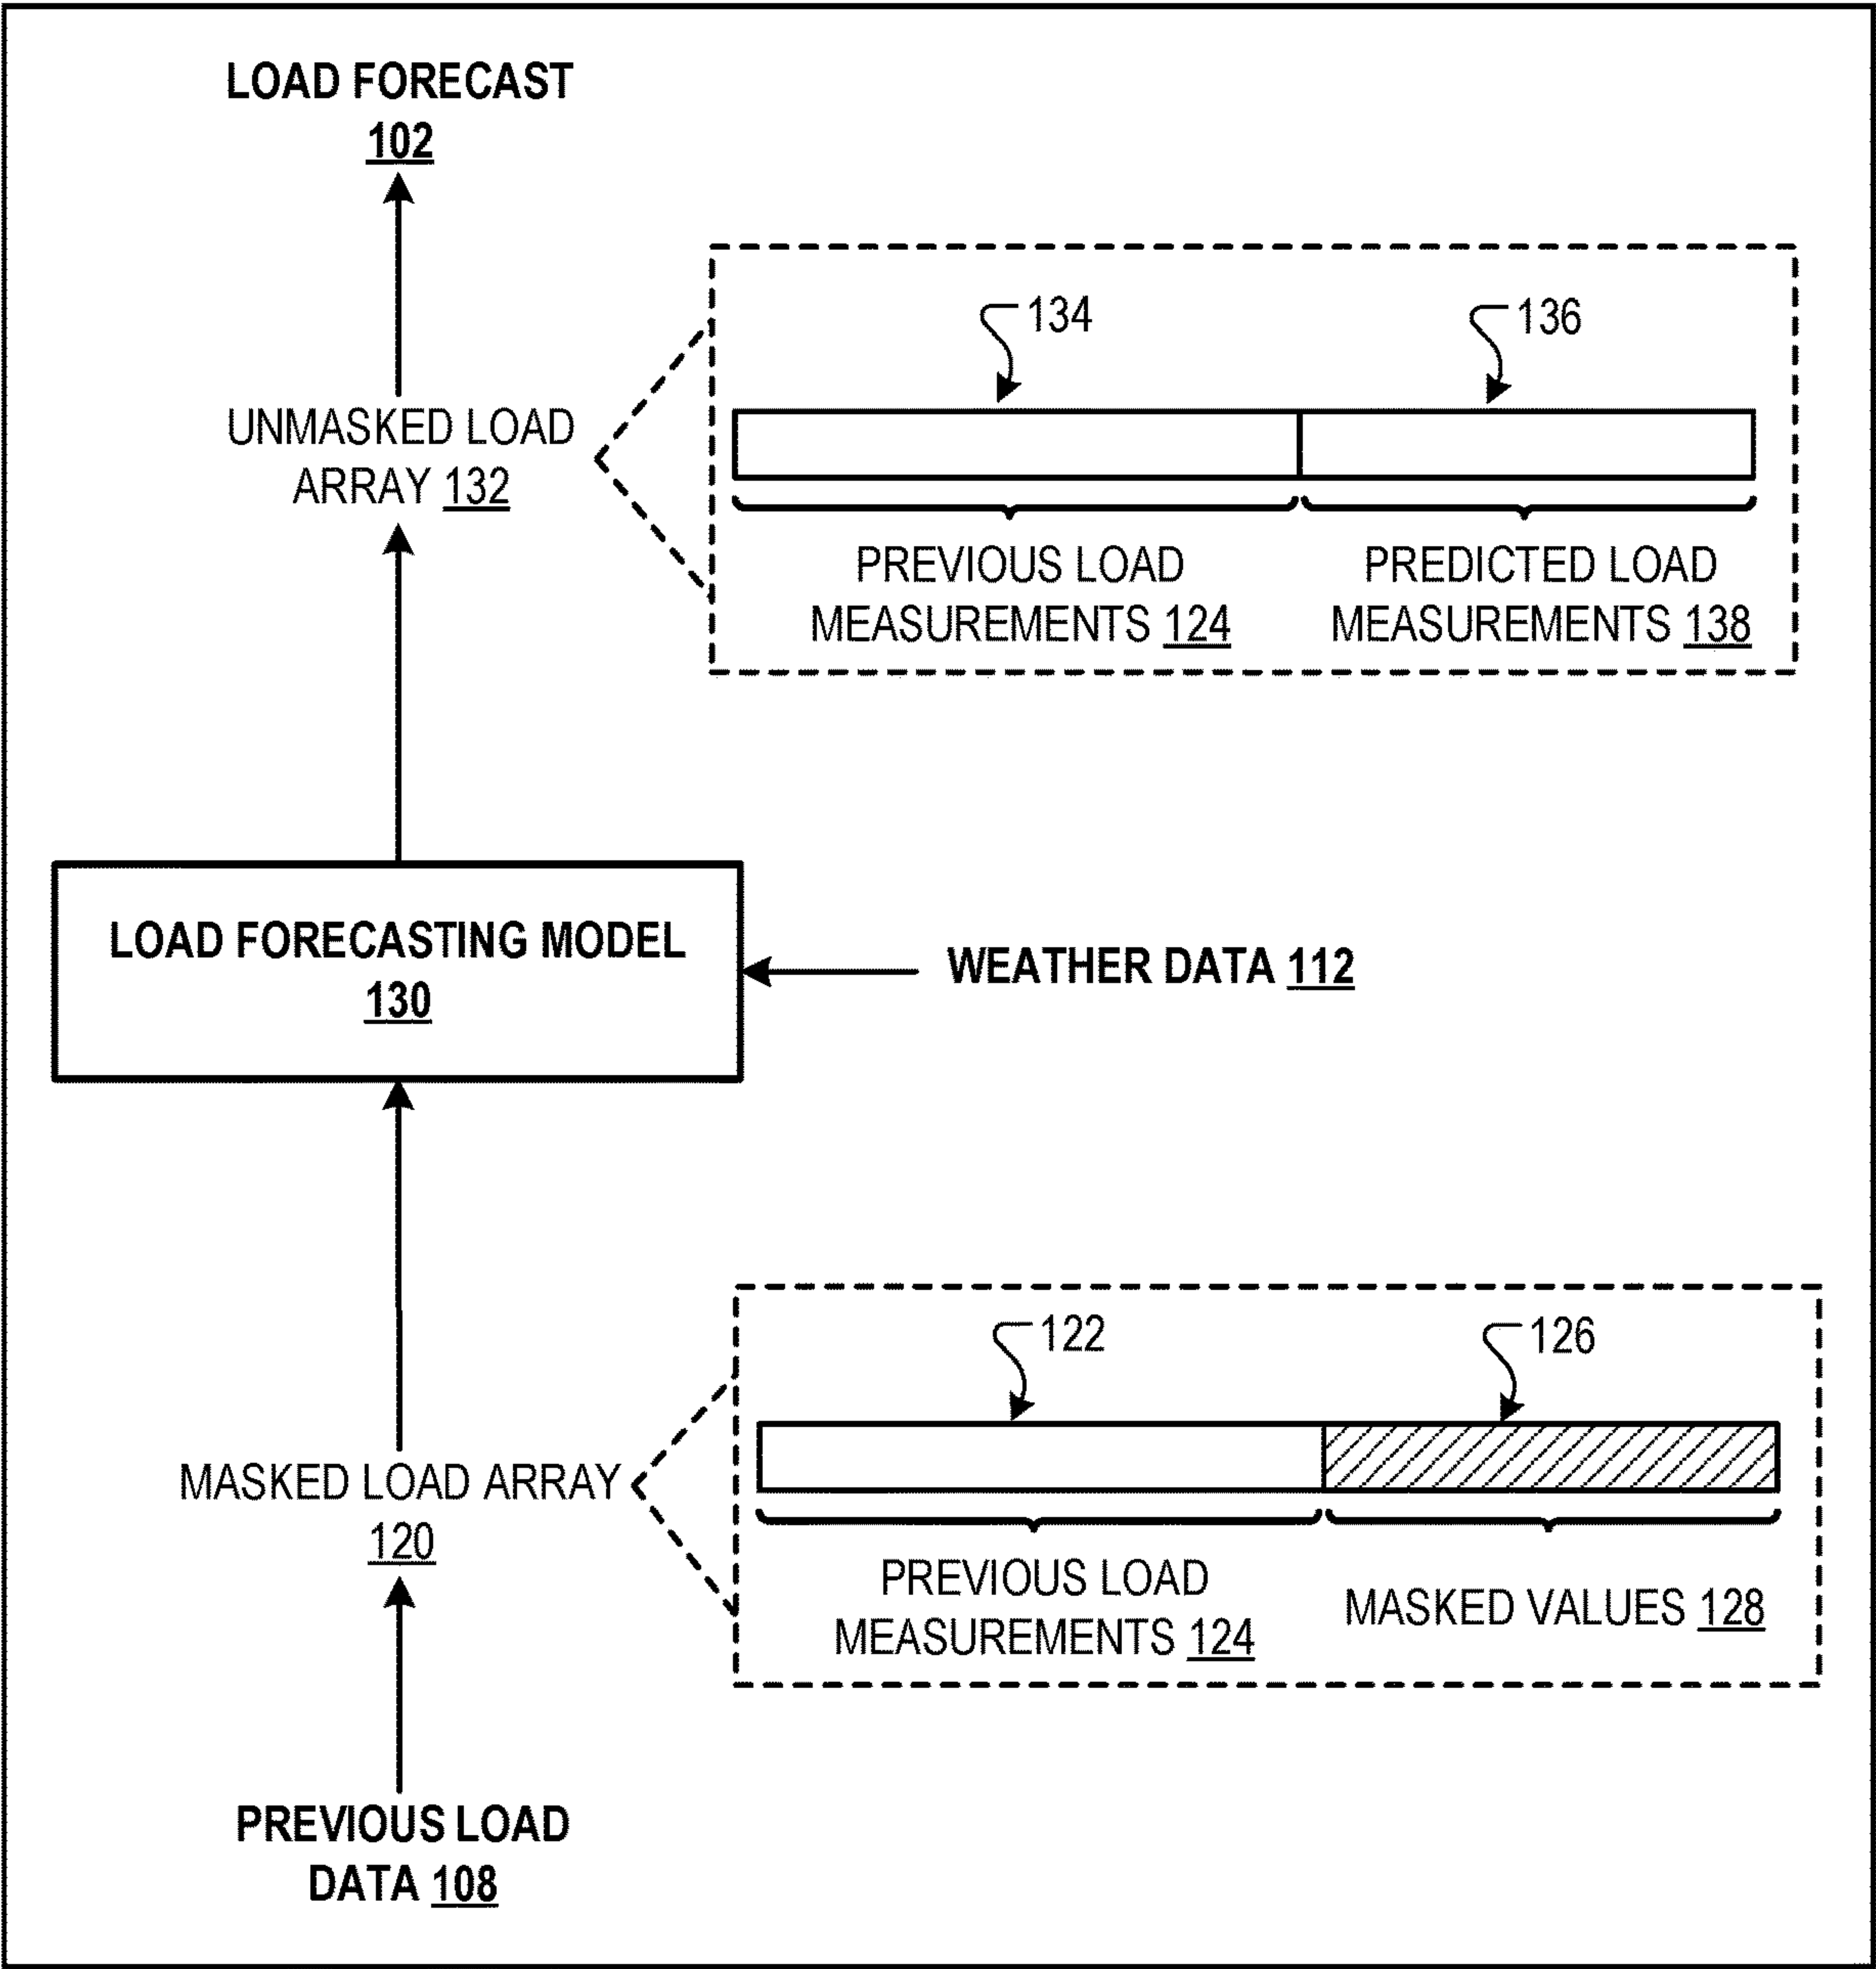 LOAD FORECAST
102
134
136
UNMASKED LOAD
ARRAY 132
PREVIOUS LOAD
MEASUREMENTS 124
PREDICTED LOAD
MEASUREMENTS 138
LOAD FORECASTING MODEL
130
WEATHER DATA 112
122
126
MASKED LOAD ARRAY
120
PREVIOUS LOAD
MEASUREMENTS 124
MASKED VALUES 128
PREVIOUS LOAD
DATA 108